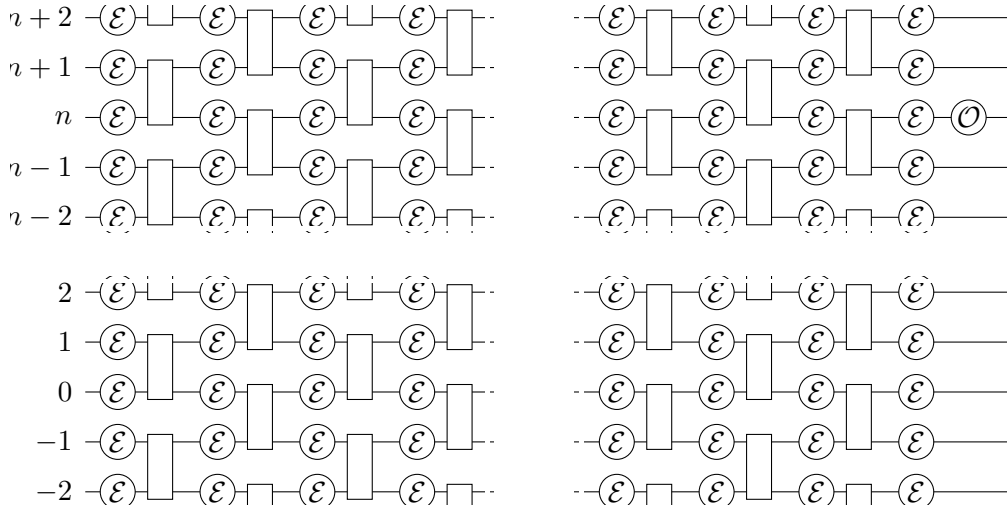 n + 2 ℰ ℰ ℰ ℰ ℰ ℰ ℰ ℰ
n + 1 ℰ ℰ ℰ ℰ ℰ ℰ ℰ ℰ
n ℰ ℰ ℰ ℰ ℰ ℰ ℰ ℰ 𝒪
n − 1 ℰ ℰ ℰ ℰ ℰ ℰ ℰ ℰ
n − 2 ℰ ℰ ℰ ℰ ℰ ℰ ℰ ℰ
2 ℰ ℰ ℰ ℰ ℰ ℰ ℰ ℰ
1 ℰ ℰ ℰ ℰ ℰ ℰ ℰ ℰ
0 ℰ ℰ ℰ ℰ ℰ ℰ ℰ ℰ
−1 ℰ ℰ ℰ ℰ ℰ ℰ ℰ ℰ
−2 ℰ ℰ ℰ ℰ ℰ ℰ ℰ ℰ